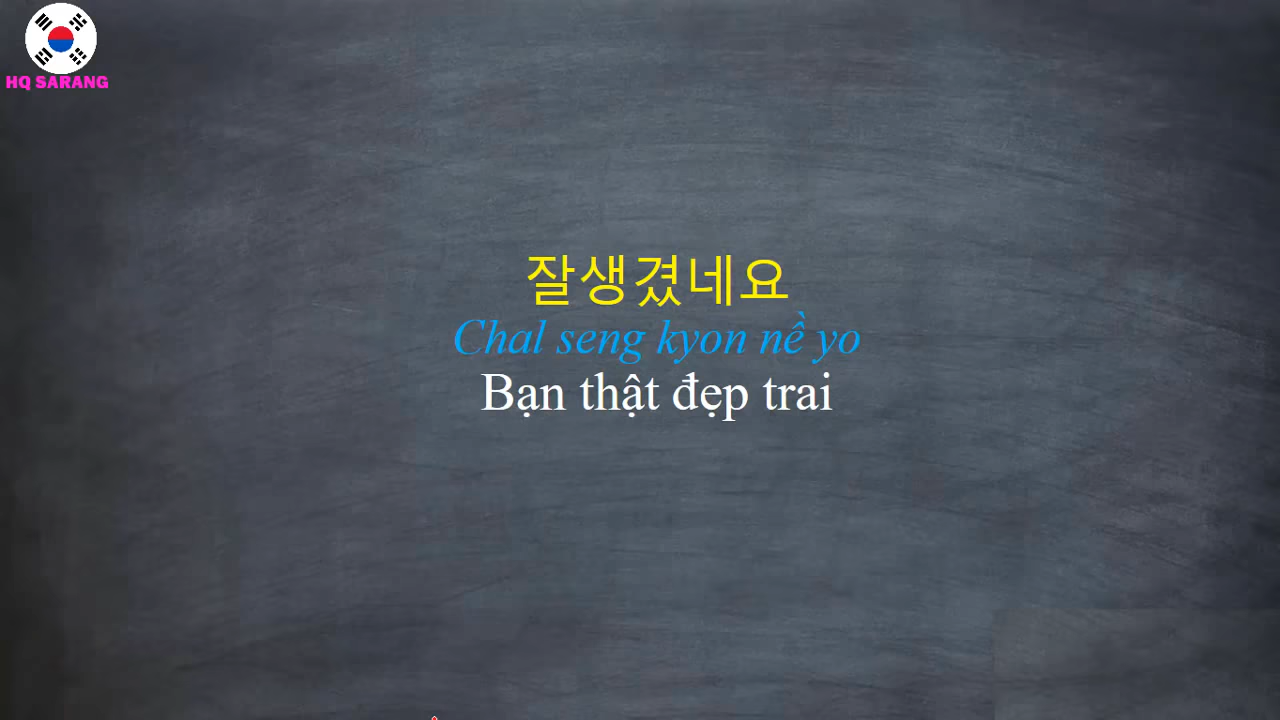 HQ SARANG
잘생겼네요
Chal seng kyon nề yo
Bạn thật đẹp trai